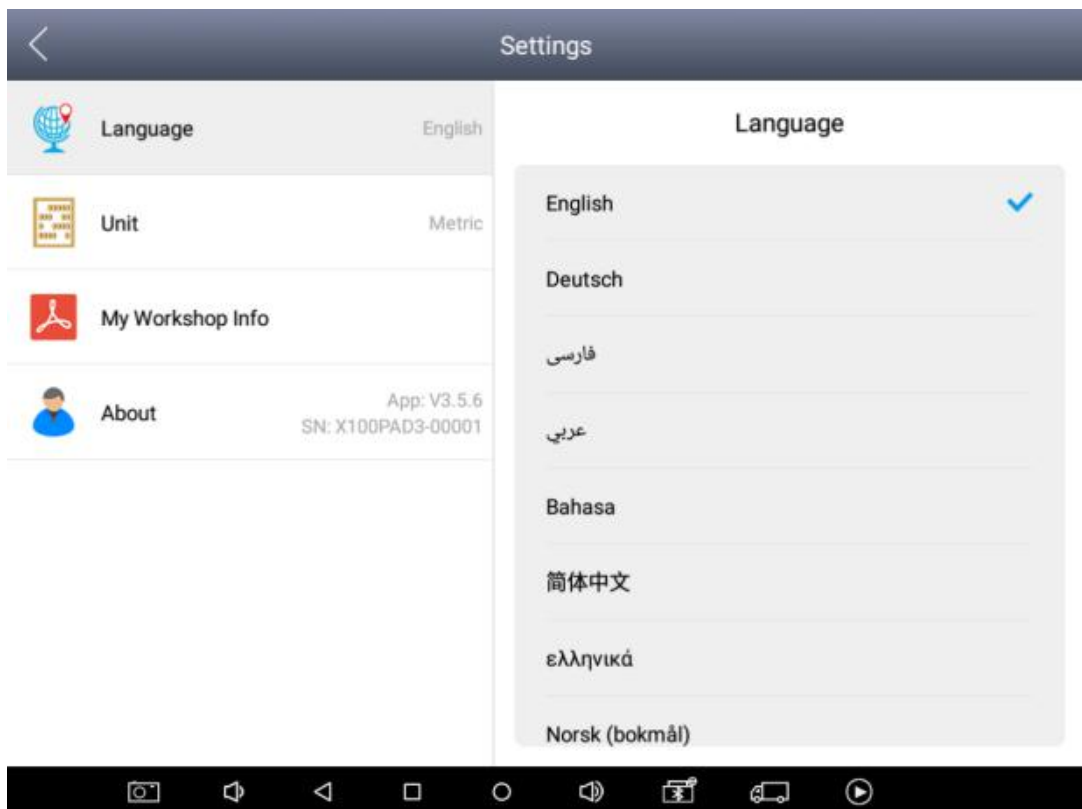 Settings
Language
English
Unit
Metric
My Workshop Info
About
App: V3.5.6
SN: X100PAD3-00001
Language
English
Deutsch
فارسی
عربي
Bahasa
简体中文
ελληνικά
Norsk (bokmål)